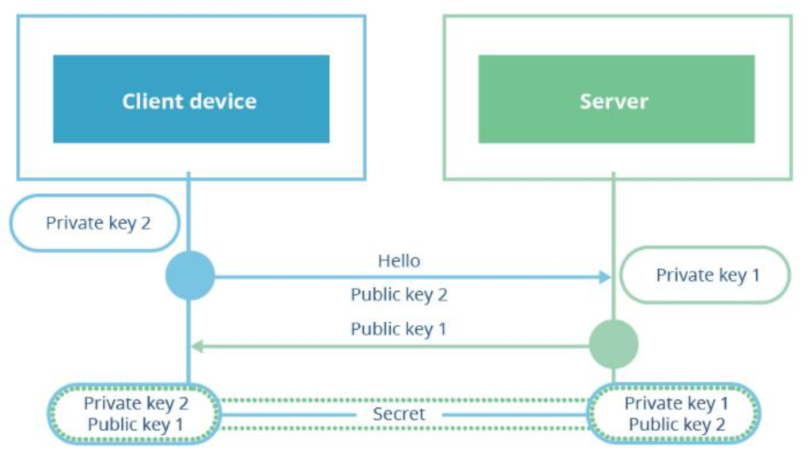 Client device
Server
Private key 2
Hello
Private key 1
Public key 2
Public key 1
Private key 2
Public key 1
Secret
Private key 1
Public key 2